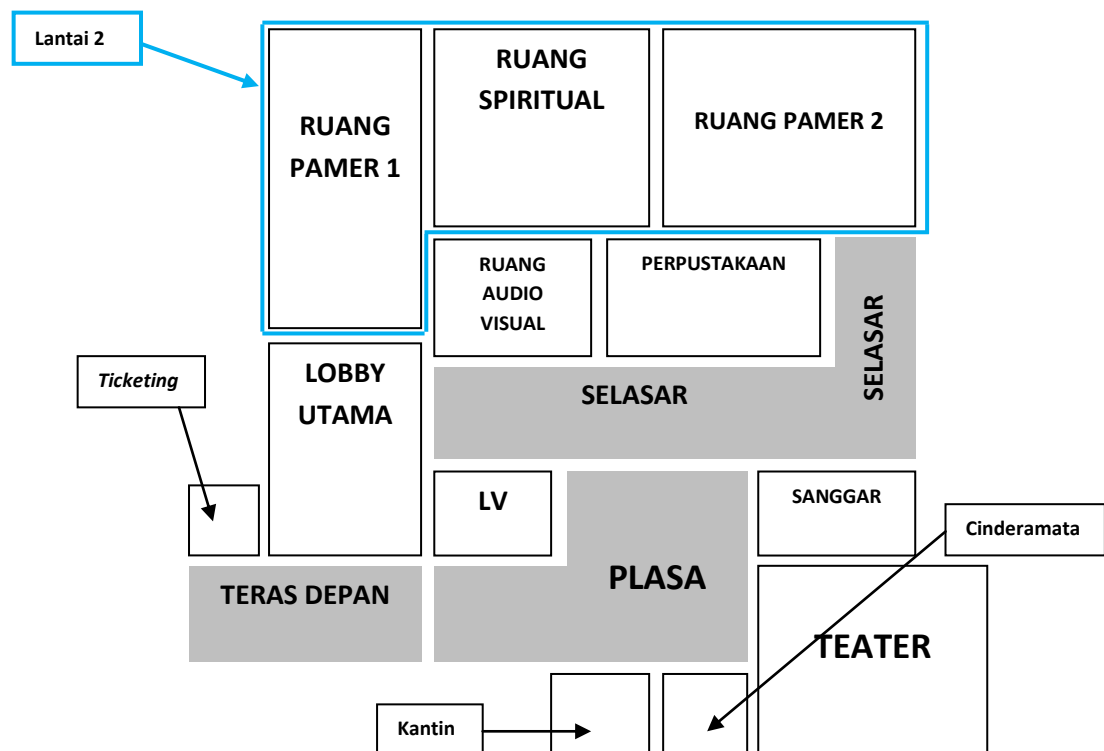 Lantai 2
RUANG
PAMER 1
RUANG
SPIRITUAL
RUANG PAMER 2
RUANG
AUDIO
VISUAL
PERPUSTAKAAN
SELASAR
SELASAR
Ticketing
LOBBY
UTAMA
LV
SANGGAR
Cinderamata
TERAS DEPAN
PLASA
TEATER
Kantin